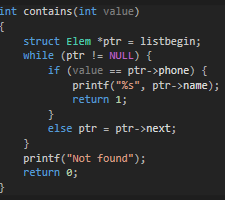 int contains(int value)
{
    struct Elem *ptr = listbegin;
    while (ptr != NULL) {
        if (value == ptr->phone) {
            printf("%s", ptr->name);
            return 1;
        }
        else ptr = ptr->next;
    }
    printf("Not found");
    return 0;
}